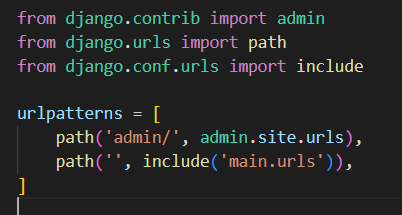 from django.contrib import admin
from django.urls import path
from django.conf.urls import include

urlpatterns = [
    path('admin/', admin.site.urls),
    path('', include('main.urls')),
]